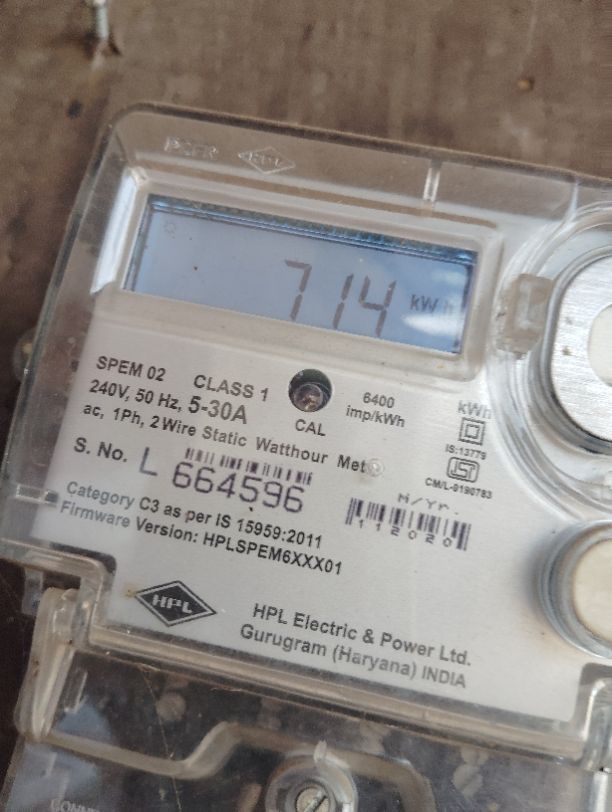 HPL
714 kWh
SPEM 02 CLASS 1
240V, 50 Hz, 5-30A
ac, 1Ph, 2 Wire Static Watthour
CAL
6400
imp/kWh
kWh
IS:13779
ISI
CM/L-9190783
S. No. L 664596
M/Yr.
112020
Category C3 as per IS 15959:2011
Firmware Version: HPLSPEM6XXX01
HPL
HPL Electric & Power Ltd.
Gurugram (Haryana) INDIA